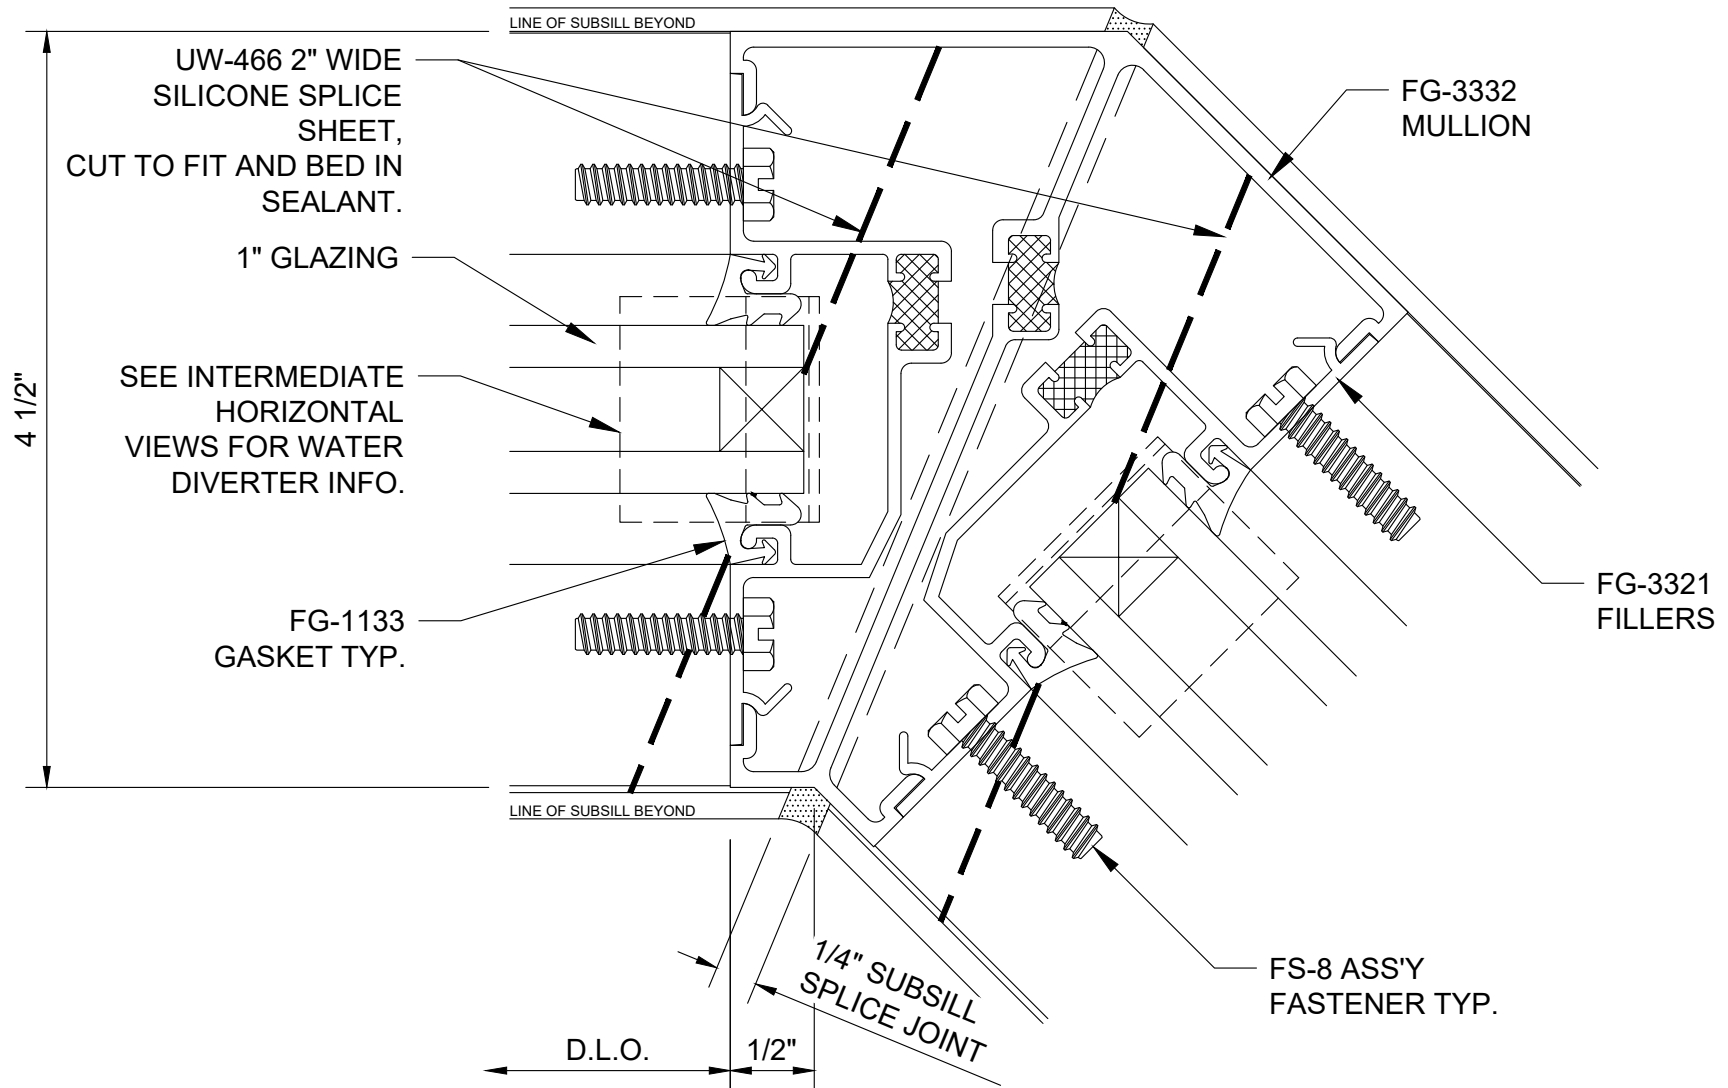 LINE OF SUBSILL BEYOND
UW-466 2" WIDE
SILICONE SPLICE
SHEET,
CUT TO FIT AND BED IN
SEALANT.
1" GLAZING
SEE INTERMEDIATE
HORIZONTAL
VIEWS FOR WATER
DIVERTER INFO.
4 1/2"
FG-1133
GASKET TYP.
FG-3332
MULLION
FG-3321
FILLERS
LINE OF SUBSILL BEYOND
1/4" SUBSILL
SPLICE JOINT
FS-8 ASS'Y
FASTENER TYP.
D.L.O.
1/2"